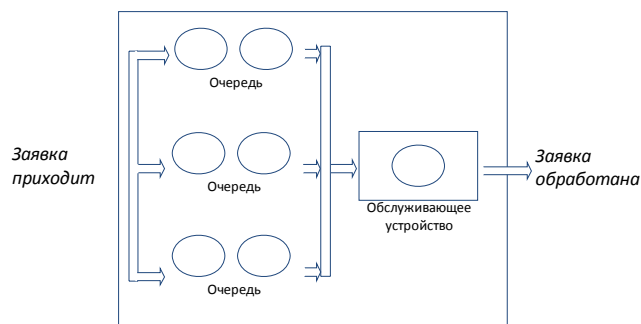 Очередь
Заявка
приходит
Очередь
Обслуживающее
устройство
Заявка
обработана
Очередь